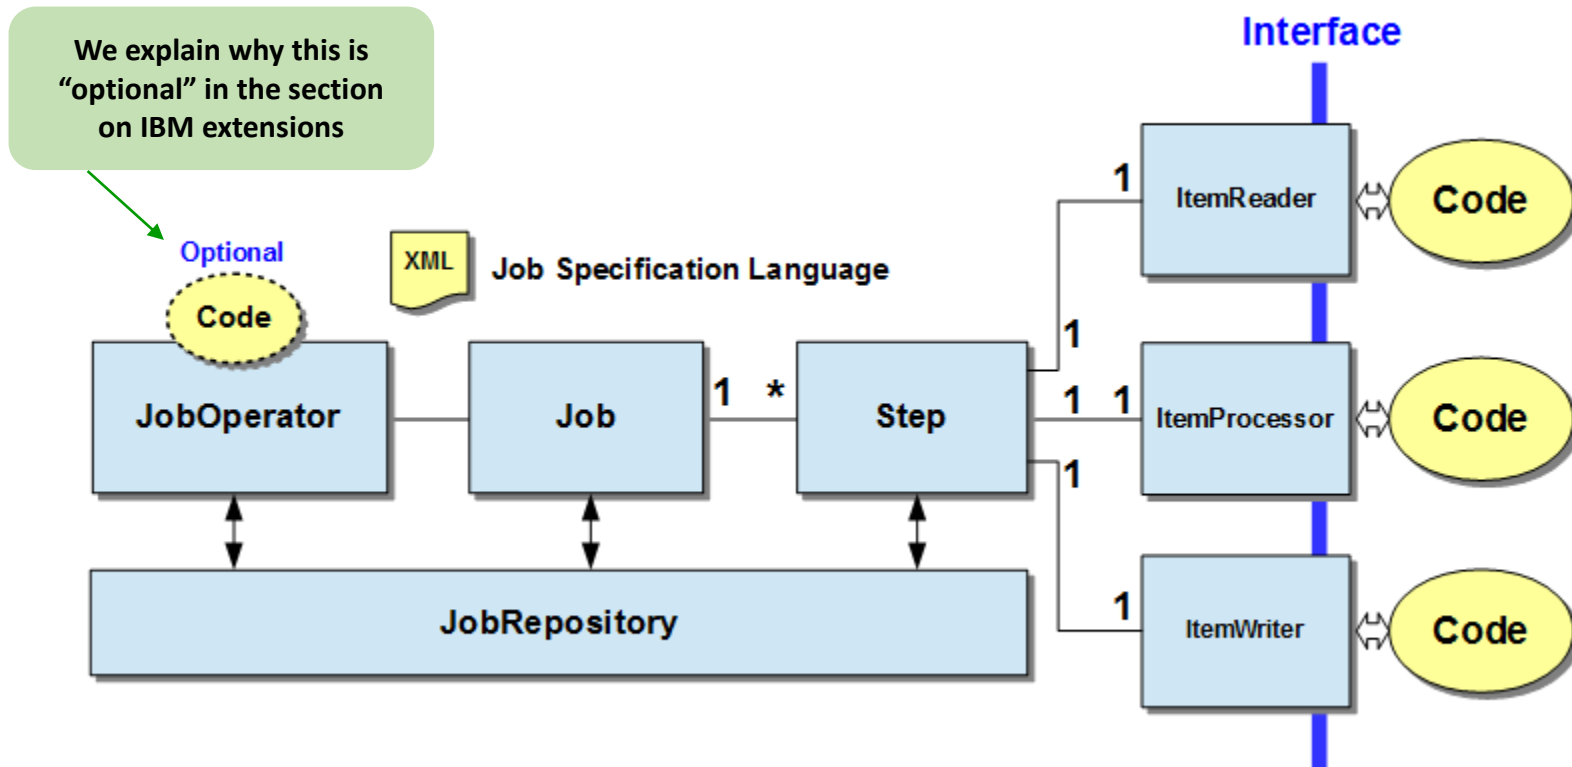 We explain why this is
“optional” in the section
on IBM extensions
Interface
Optional
Code
XML
Job Specification Language
JobOperator
Job
1 *
Step
1
1
ItemReader
Code
1 1
ItemProcessor
Code
1
1
ItemWriter
Code
JobRepository